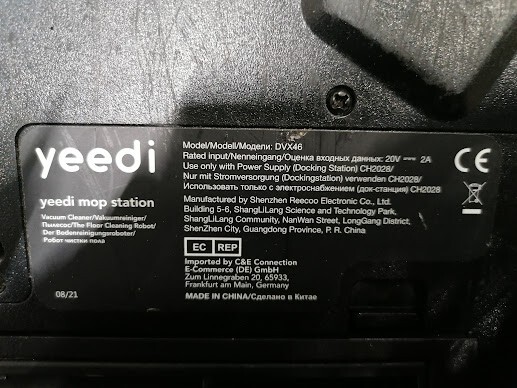 yeedi
yeedi mop station
Vacuum Cleaner/Vakuumreiniger/
Пылесос/The Floor Cleaning Robot/
Der Bodenreinigungsroboter/
Робот чистки пола
08/21
Model/Modell/Модели: DVX46
Rated input/Nenneingang/Оценка входных данных: 20V⎓ 2A
Use only with Power Supply (Docking Station) CH2028/
Nur mit Stromversorgung (Dockingstation) verwenden CH2028/
Использовать только с электроснабжением (док-станция) CH2028
Manufactured by Shenzhen Reecoo Electronic Co., Ltd.
Building 5-6, ShangLiLang Science and Technology Park,
ShangLiLang Community, NanWan Street, LongGang District,
ShenZhen City, Guangdong Province, P. R. China
EC REP
Imported by C&E Connection
E-Commerce (DE) GmbH
Zum Linnegraben 20, 65933,
Frankfurt am Main, Germany
MADE IN CHINA/Сделано в Китае
CE